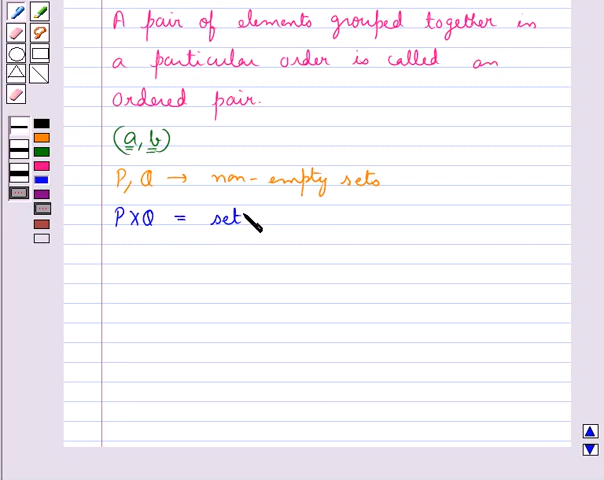 A pair of elements grouped together in
a particular order is called an
ordered pair.
(a, b)
P, Q → non-empty sets
P×Q = set